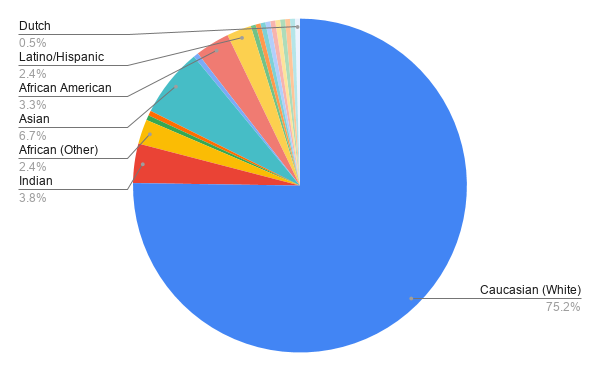 Dutch
0.5%
Latino/Hispanic
2.4%
African American
3.3%
Asian
6.7%
African (Other)
2.4%
Indian
3.8%
Caucasian (White)
75.2%